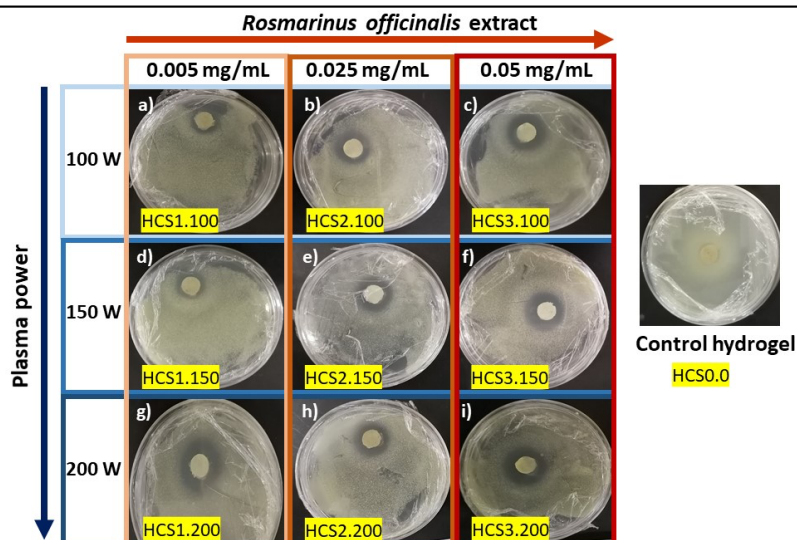 Rosmarinus officinalis extract
0.005 mg/mL 0.025 mg/mL 0.05 mg/mL
Plasma power
100 W
a)
HCS1.100
b)
HCS2.100
c)
HCS3.100
150 W
d)
HCS1.150
e)
HCS2.150
f)
HCS3.150
200 W
g)
HCS1.200
h)
HCS2.200
i)
HCS3.200
Control hydrogel
HCS0.0